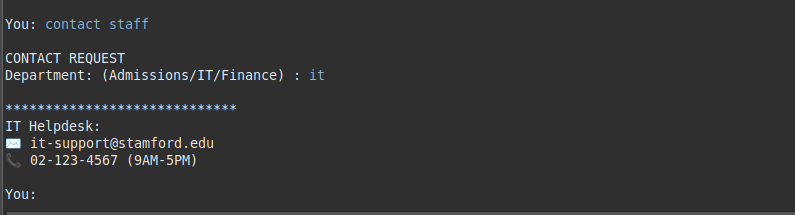 You: contact staff
CONTACT REQUEST
Department: (Admissions/IT/Finance) : it
*****************************
IT Helpdesk:
✉️ it-support@stamford.edu
📞 02-123-4567 (9AM-5PM)
You: